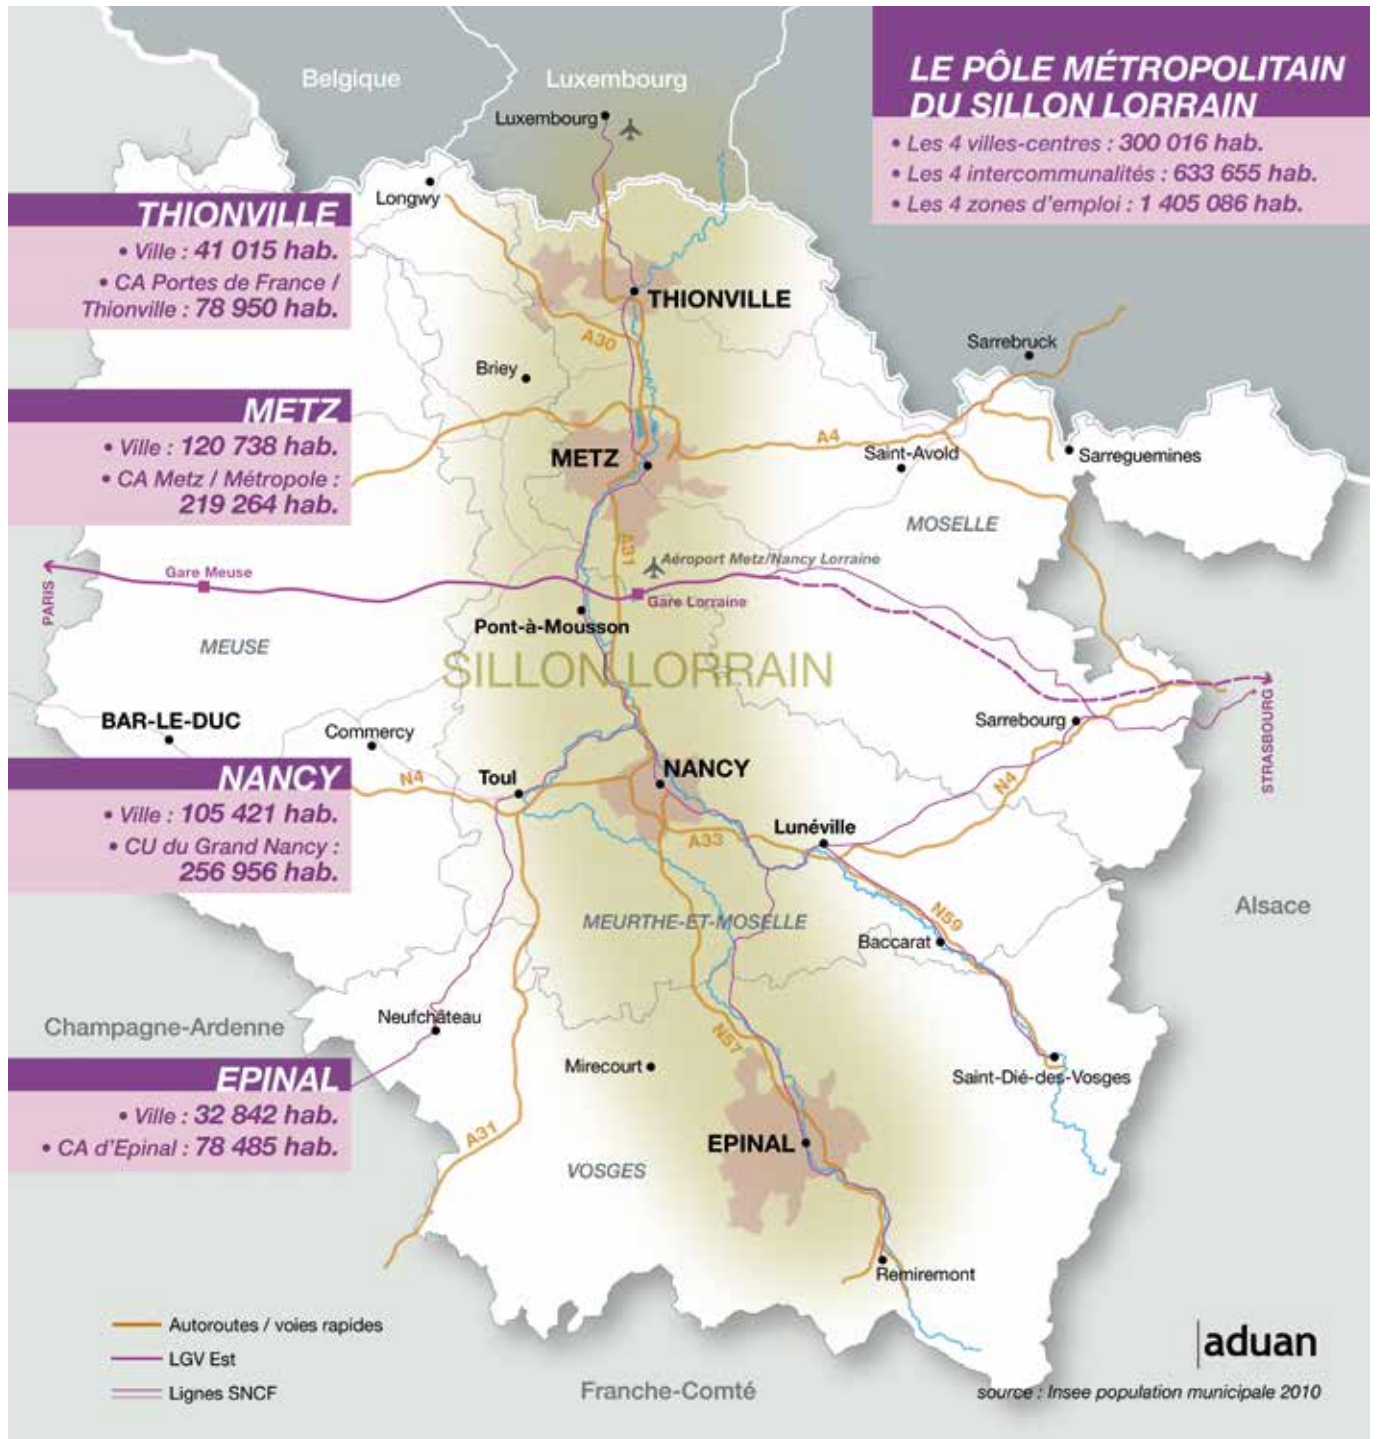 Belgique
Luxembourg
LE PÔLE MÉTROPOLITAIN
DU SILLON LORRAIN
• Les 4 villes-centres : 300 016 hab.
• Les 4 intercommunalités : 633 655 hab.
• Les 4 zones d'emploi : 1 405 086 hab.
Luxembourg
Longwy
THIONVILLE
• Ville : 41 015 hab.
• CA Portes de France /
Thionville : 78 950 hab.
THIONVILLE
A30
Sarrebruck
Briey
METZ
• Ville : 120 738 hab.
• CA Metz / Métropole :
219 264 hab.
A4
METZ
Saint-Avold
Sarreguemines
MOSELLE
A31
Aéroport Metz/Nancy Lorraine
PARIS
Gare Meuse
Gare Lorraine
Pont-à-Mousson
MEUSE
SILLON LORRAIN
BAR-LE-DUC
Commercy
Sarrebourg
STRASBOURG
NANCY
• Ville : 105 421 hab.
• CU du Grand Nancy :
256 956 hab.
N4
Toul
NANCY
N4
Lunéville
A33
Alsace
MEURTHE-ET-MOSELLE
N59
Baccarat
Champagne-Ardenne
Neufchâteau
N57
Mirecourt
Saint-Dié-des-Vosges
EPINAL
• Ville : 32 842 hab.
• CA d'Epinal : 78 485 hab.
A31
EPINAL
VOSGES
Remiremont
Autoroutes / voies rapides
LGV Est
Lignes SNCF
Franche-Comté
aduan
source : Insee population municipale 2010